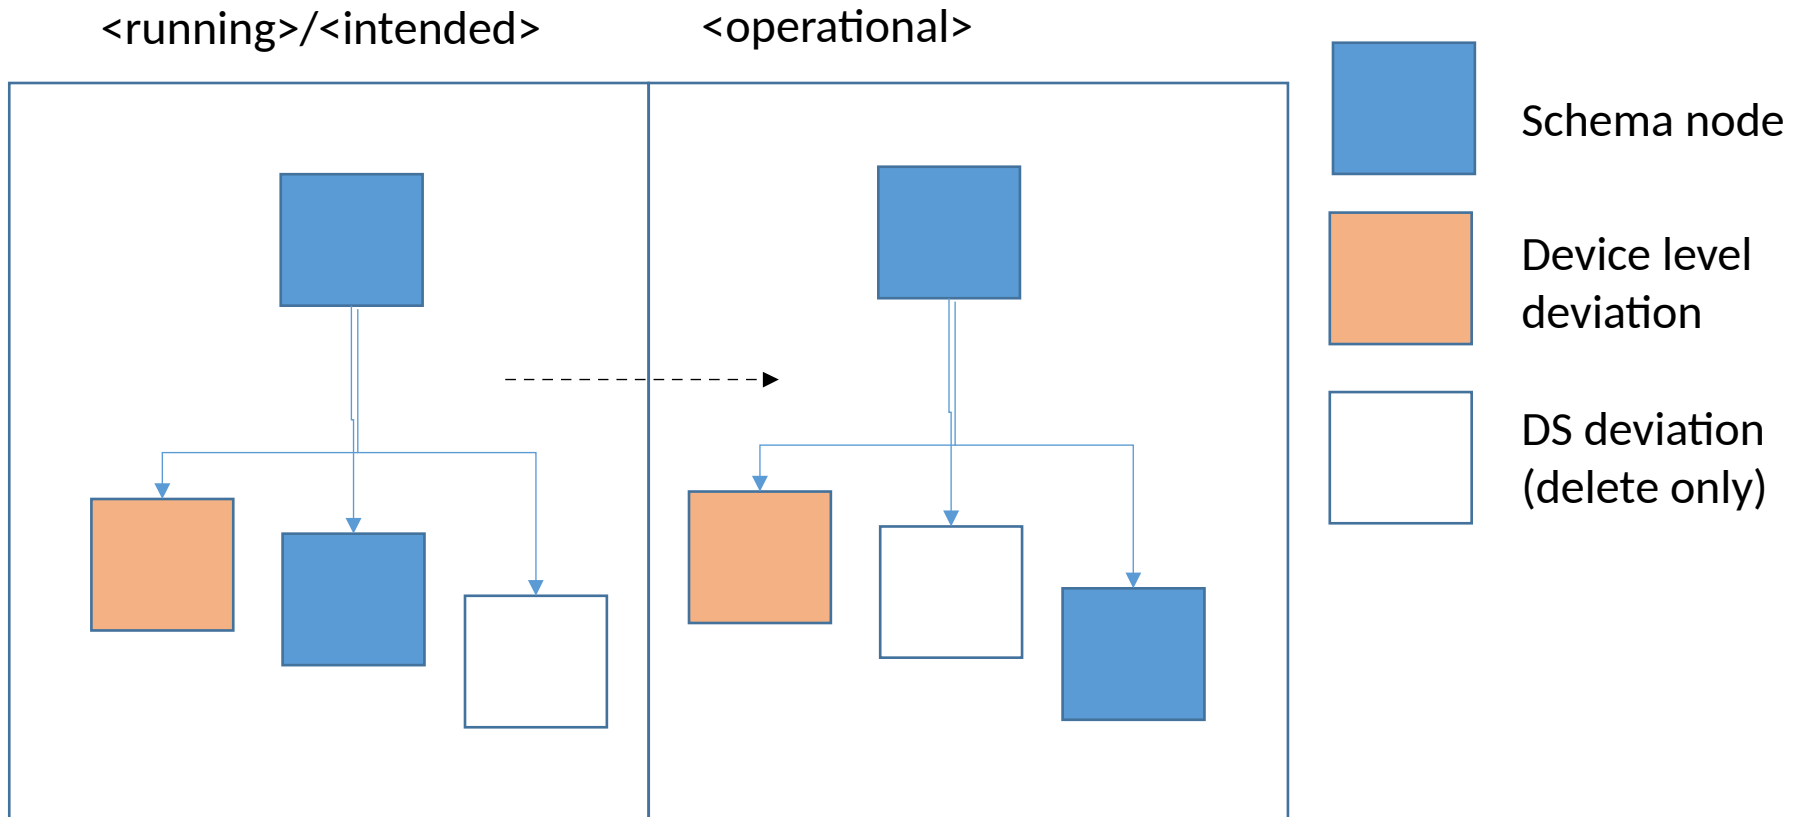 <running>/<intended>
<operational>
Schema node
Device level
deviation
DS deviation
(delete only)